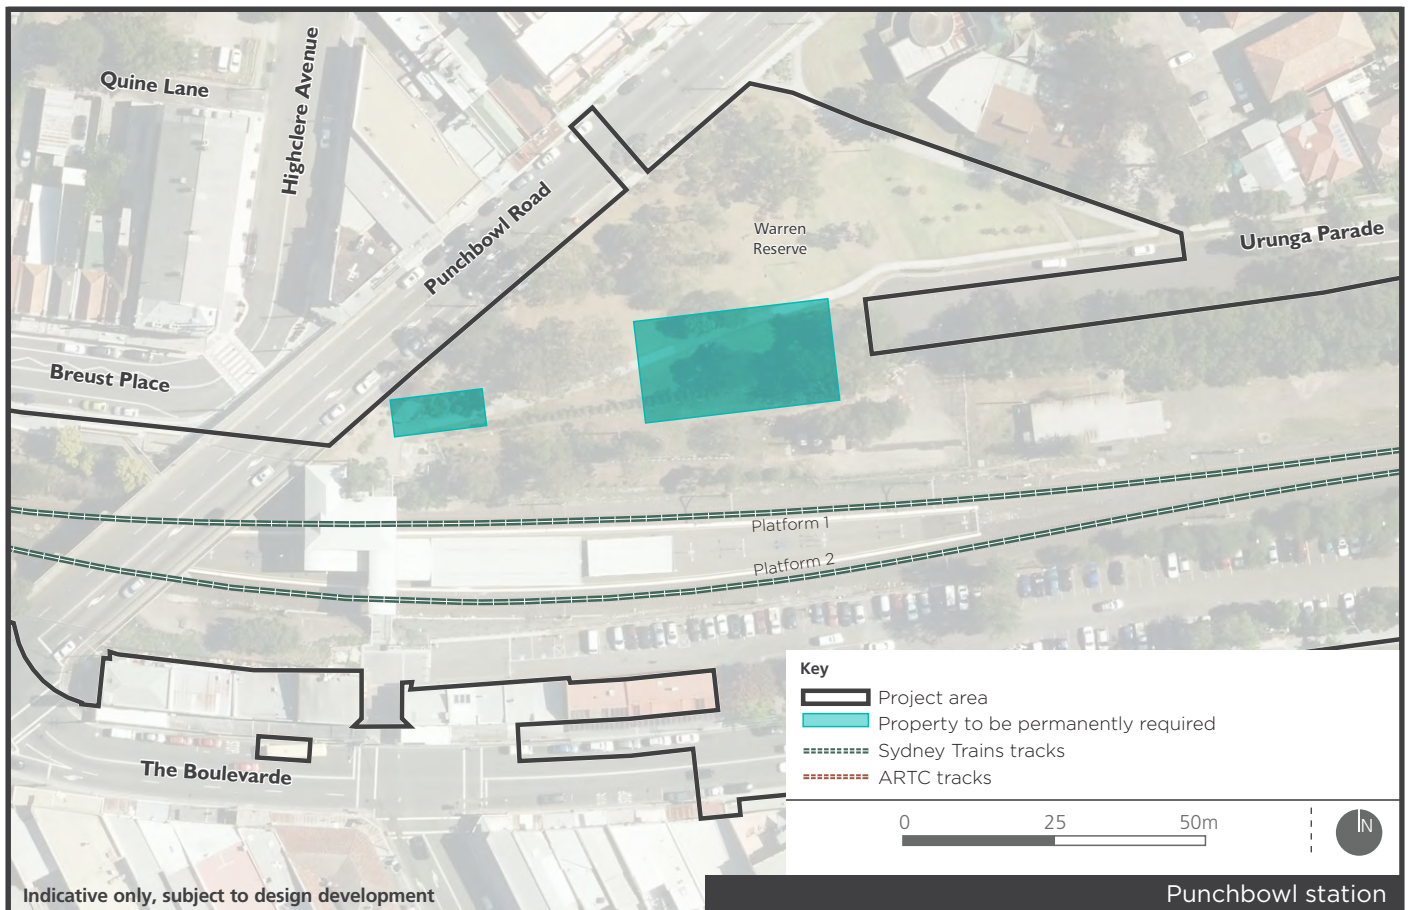 Quine Lane
Highclere Avenue
Punchbowl Road
Warren
Reserve
Urunga Parade
Breust Place
Platform 1
Platform 2
The Boulevarde
Key
Project area
Property to be permanently required
Sydney Trains tracks
ARTC tracks
0 25 50m
N
Indicative only, subject to design development
Punchbowl station